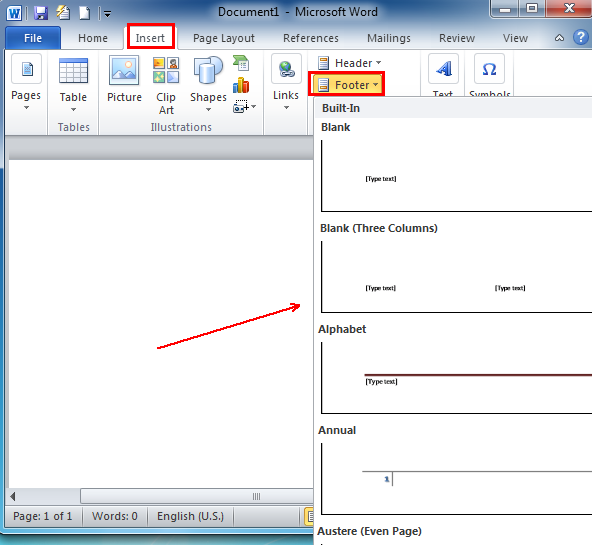 Document1 - Microsoft Word
File Home Insert Page Layout References Mailings Review View
Header
Footer
Pages Table Picture Clip Art Shapes Links Text Symbols
Tables Illustrations
Built-In
Blank
[Type text]
Blank (Three Columns)
[Type text] [Type text]
Alphabet
[Type text]
Annual
1
Page: 1 of 1 Words: 0 English (U.S.)
Austere (Even Page)